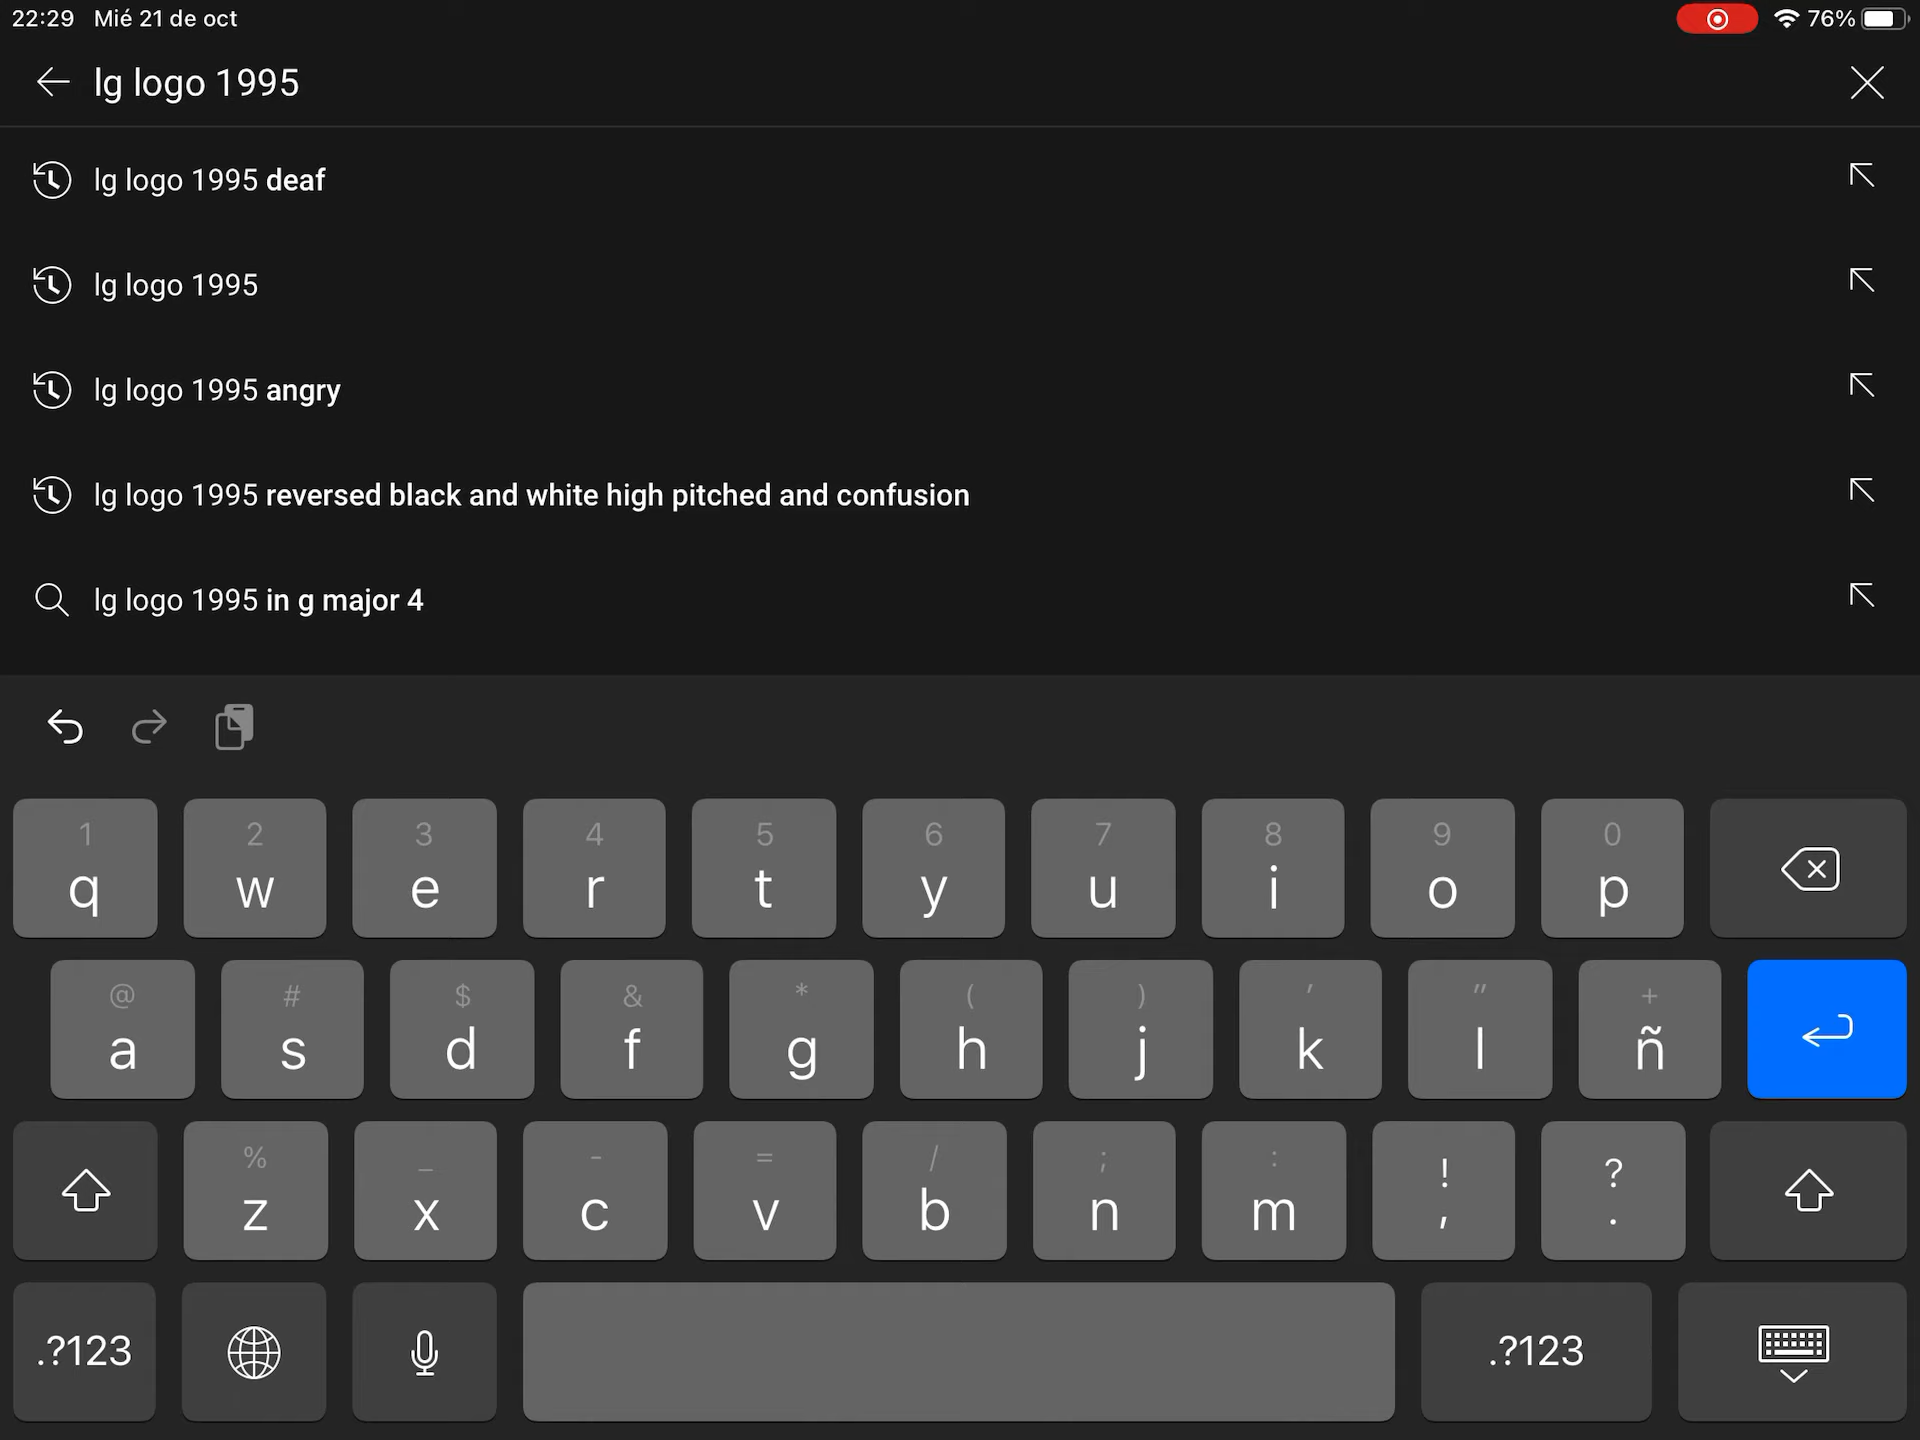 22:29 Mié 21 de oct 76%
lg logo 1995
lg logo 1995 deaf
lg logo 1995
lg logo 1995 angry
lg logo 1995 reversed black and white high pitched and confusion
lg logo 1995 in g major 4
1 2 3 4 5 6 7 8 9 0
q w e r t y u i o p
@ # $ & * ( ) ' " +
a s d f g h j k l ñ
% _ - = / ; : ! ?
z x c v b n m , .
.?123 .?123